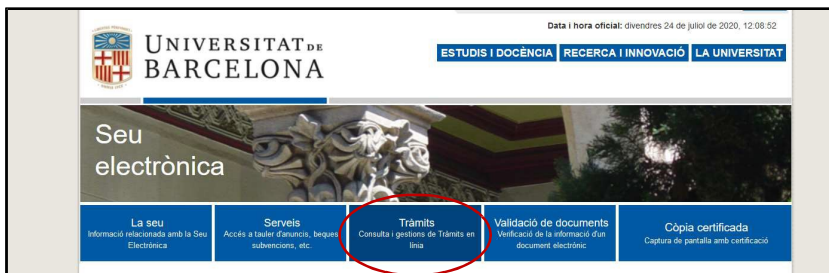 Data i hora oficial: divendres 24 de juliol de 2020, 12:08:52
UNIVERSITAT DE
BARCELONA
ESTUDIS I DOCÈNCIA RECERCA I INNOVACIÓ LA UNIVERSITAT
Seu
electrònica
La seu
Informació relacionada amb la Seu
Electrònica
Serveis
Accés a tauler d'anuncis, beques
subvencions, etc.
Tràmits
Consulta i gestions de Tràmits en
línia
Validació de documents
Verificació de la informació d'un
document electrònic
Còpia certificada
Captura de pantalla amb certificació